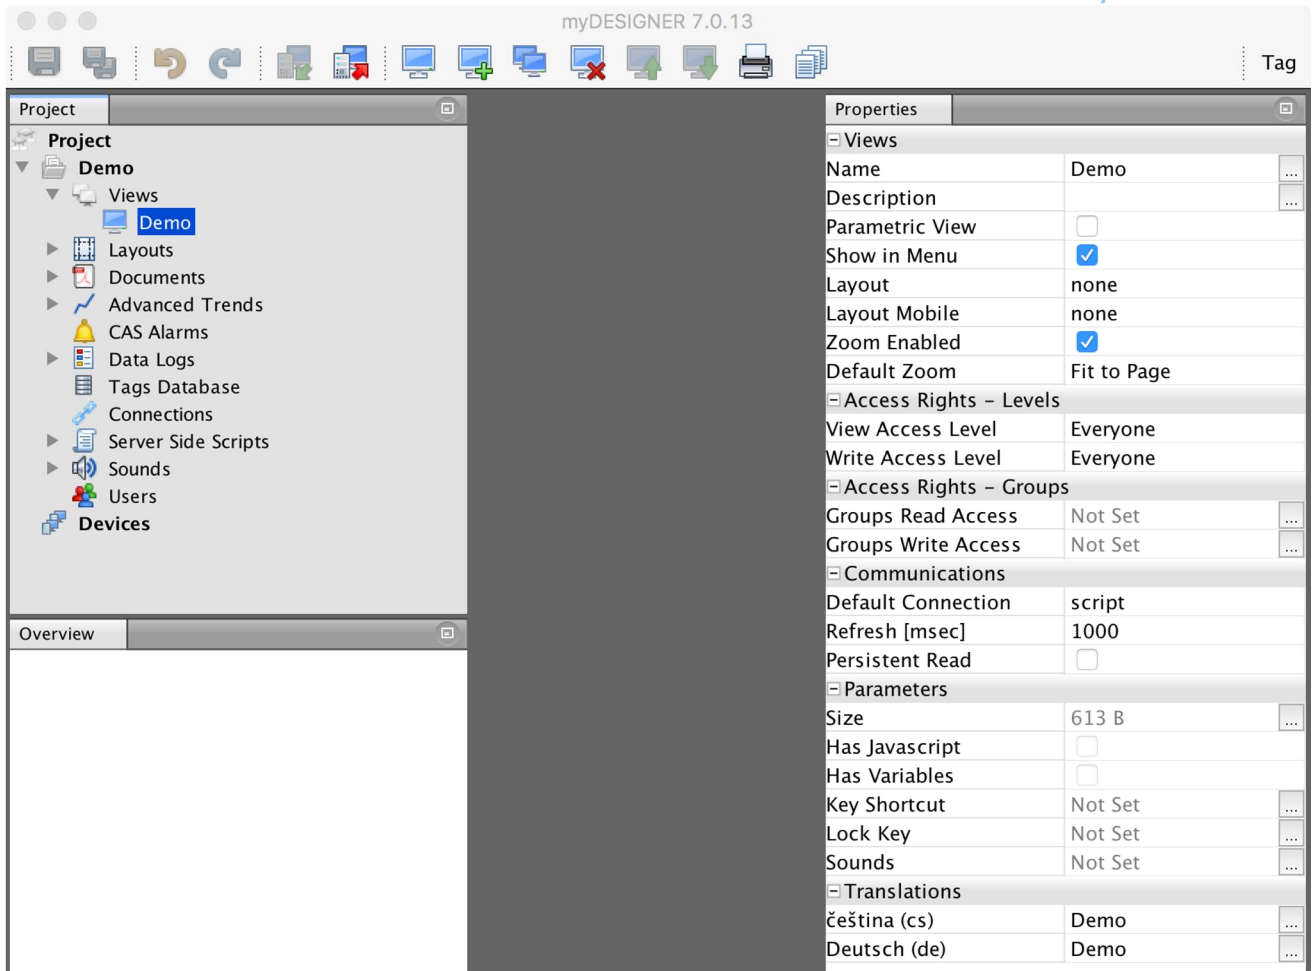 myDESIGNER 7.0.13
Tag
Project
Project
Demo
Views
Demo
Layouts
Documents
Advanced Trends
CAS Alarms
Data Logs
Tags Database
Connections
Server Side Scripts
Sounds
Users
Devices
Overview
Properties
Views
Name Demo ...
Description ...
Parametric View
Show in Menu
Layout none
Layout Mobile none
Zoom Enabled
Default Zoom Fit to Page
Access Rights – Levels
View Access Level Everyone
Write Access Level Everyone
Access Rights – Groups
Groups Read Access Not Set ...
Groups Write Access Not Set ...
Communications
Default Connection script
Refresh [msec] 1000
Persistent Read
Parameters
Size 613 B ...
Has Javascript
Has Variables
Key Shortcut Not Set ...
Lock Key Not Set ...
Sounds Not Set ...
Translations
čeština (cs) Demo ...
Deutsch (de) Demo ...